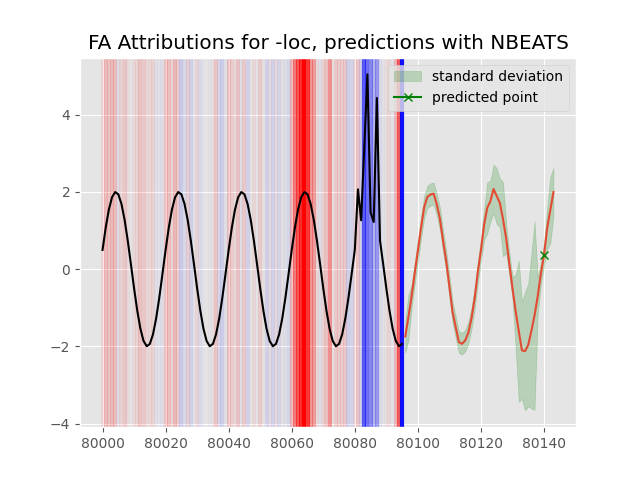 FA Attributions for -loc, predictions with NBEATS
standard deviation
predicted point
4
2
0
−2
−4
80000 80020 80040 80060 80080 80100 80120 80140